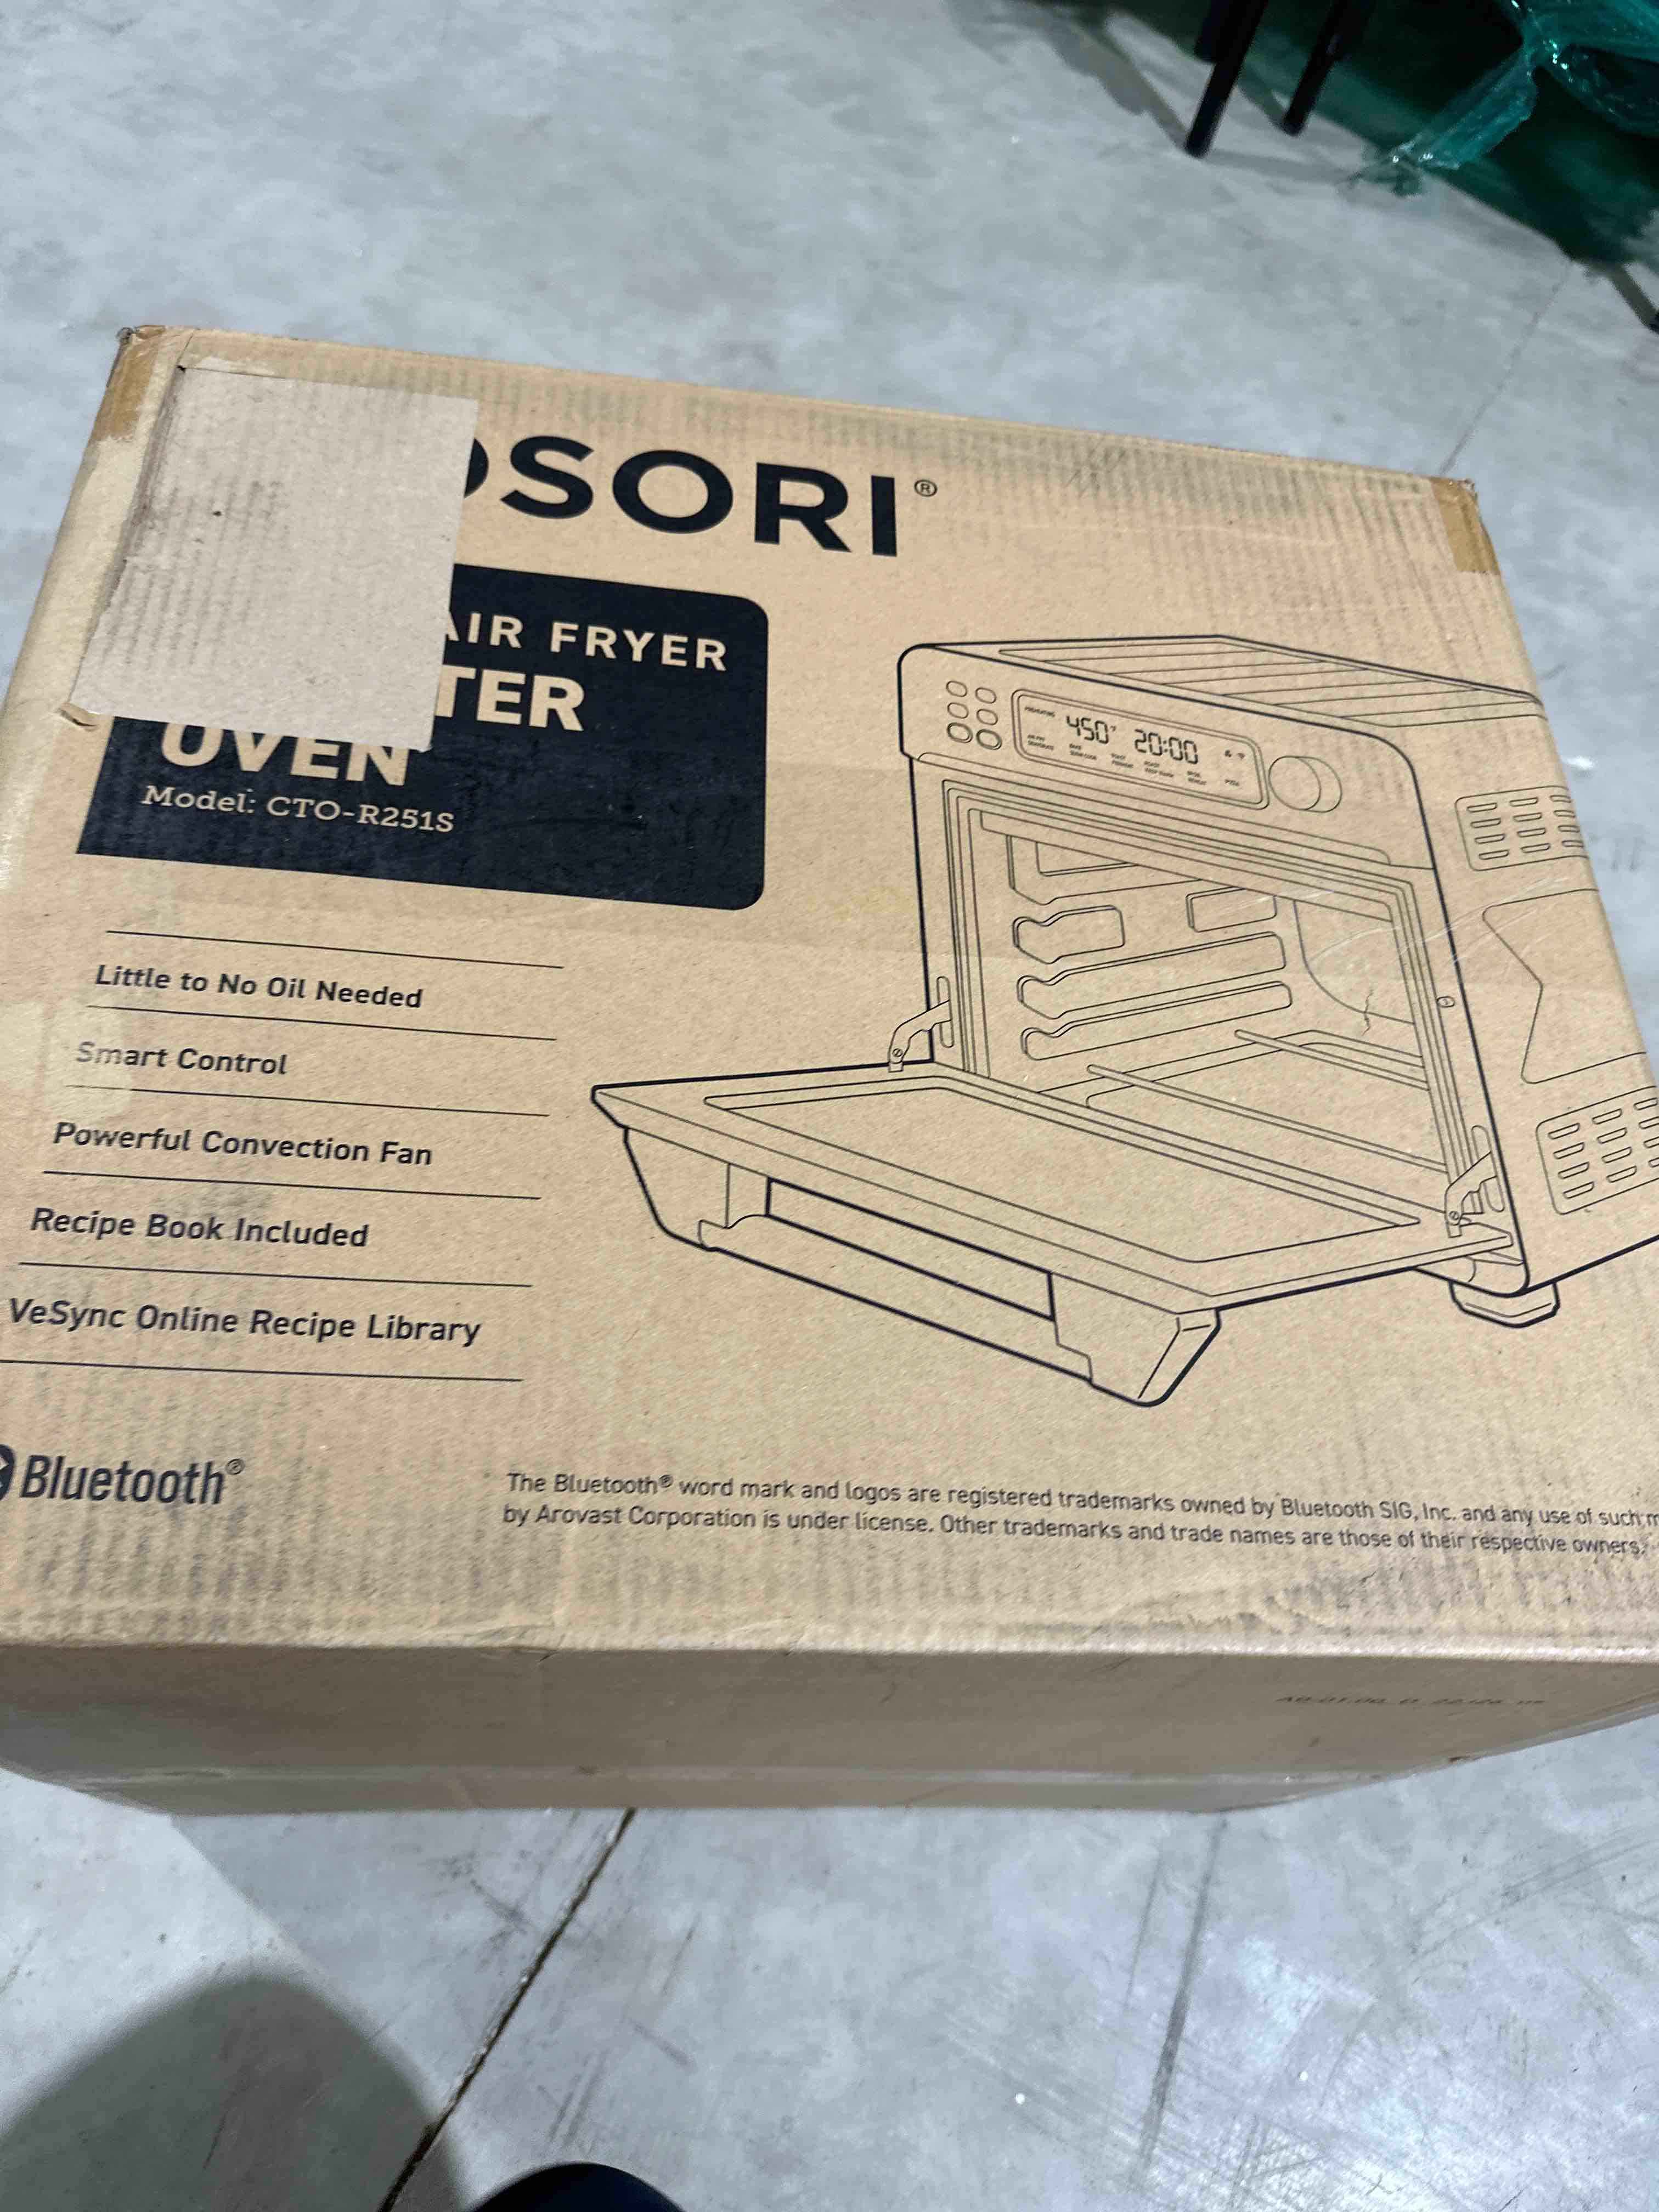 OSORI®
AIR FRYER
TER
OVEN
Model: CTO-R251S
450°F 20:00
Little to No Oil Needed
Smart Control
Powerful Convection Fan
Recipe Book Included
VeSync Online Recipe Library
Bluetooth®
The Bluetooth® word mark and logos are registered trademarks owned by Bluetooth SIG, Inc. and any use of such
by Arovast Corporation is under license. Other trademarks and trade names are those of their respective owners.